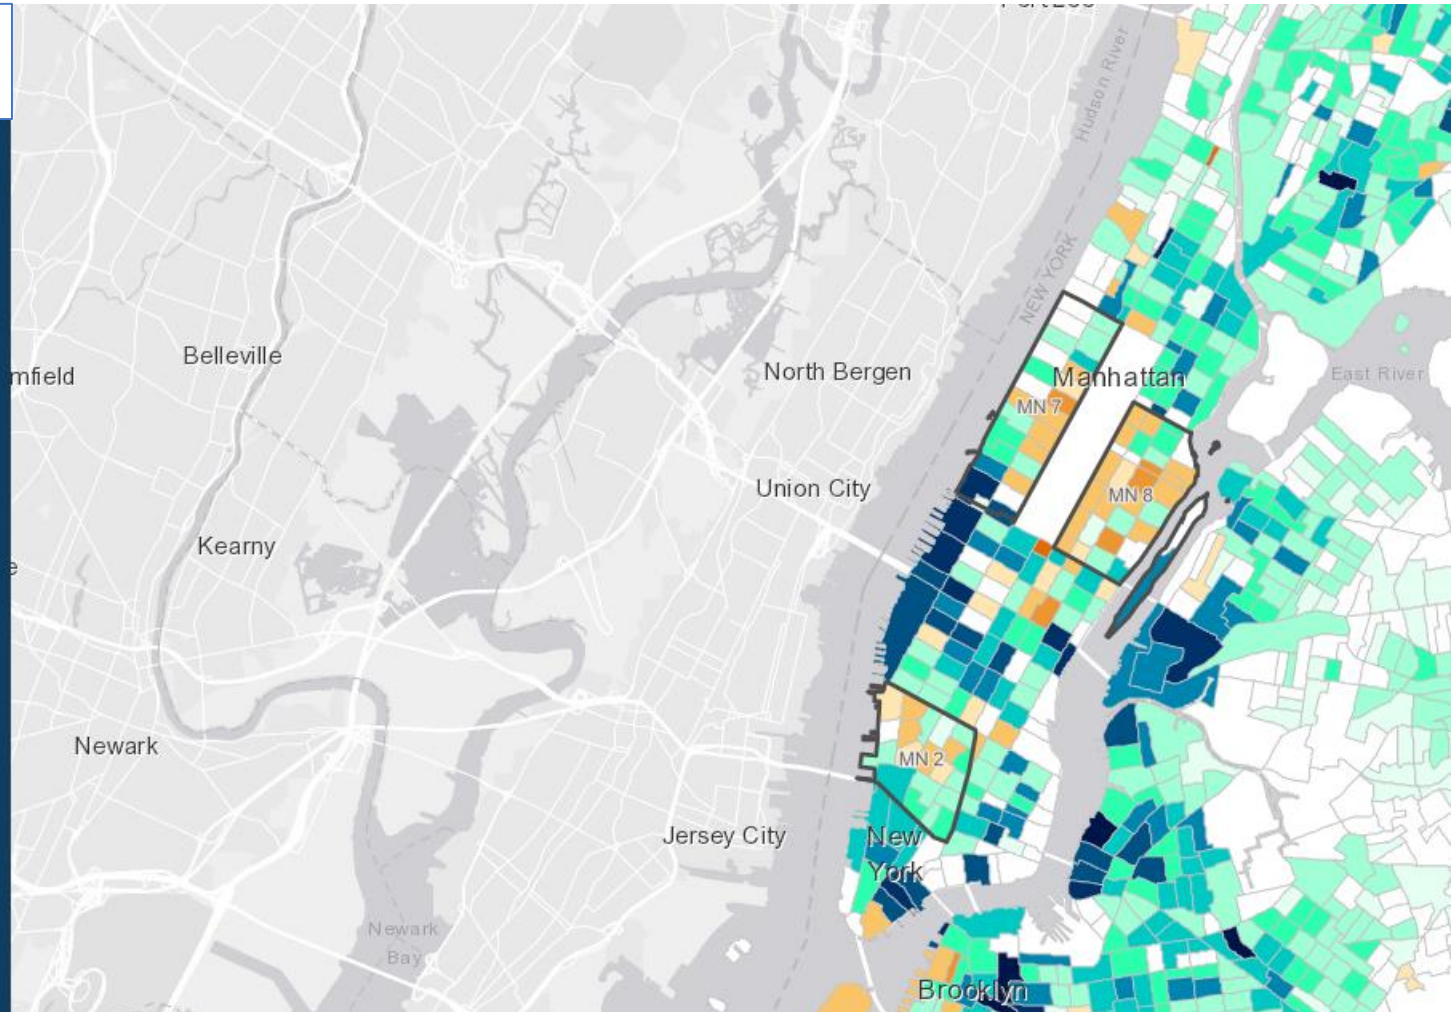 Hudson River
NEW YORK
Belleville
mfield
North Bergen
Manhattan
East River
MN 7
Union City
MN 8
Kearny
e
Newark
MN 2
Jersey City
New
York
Newark
Bay
Brooklyn